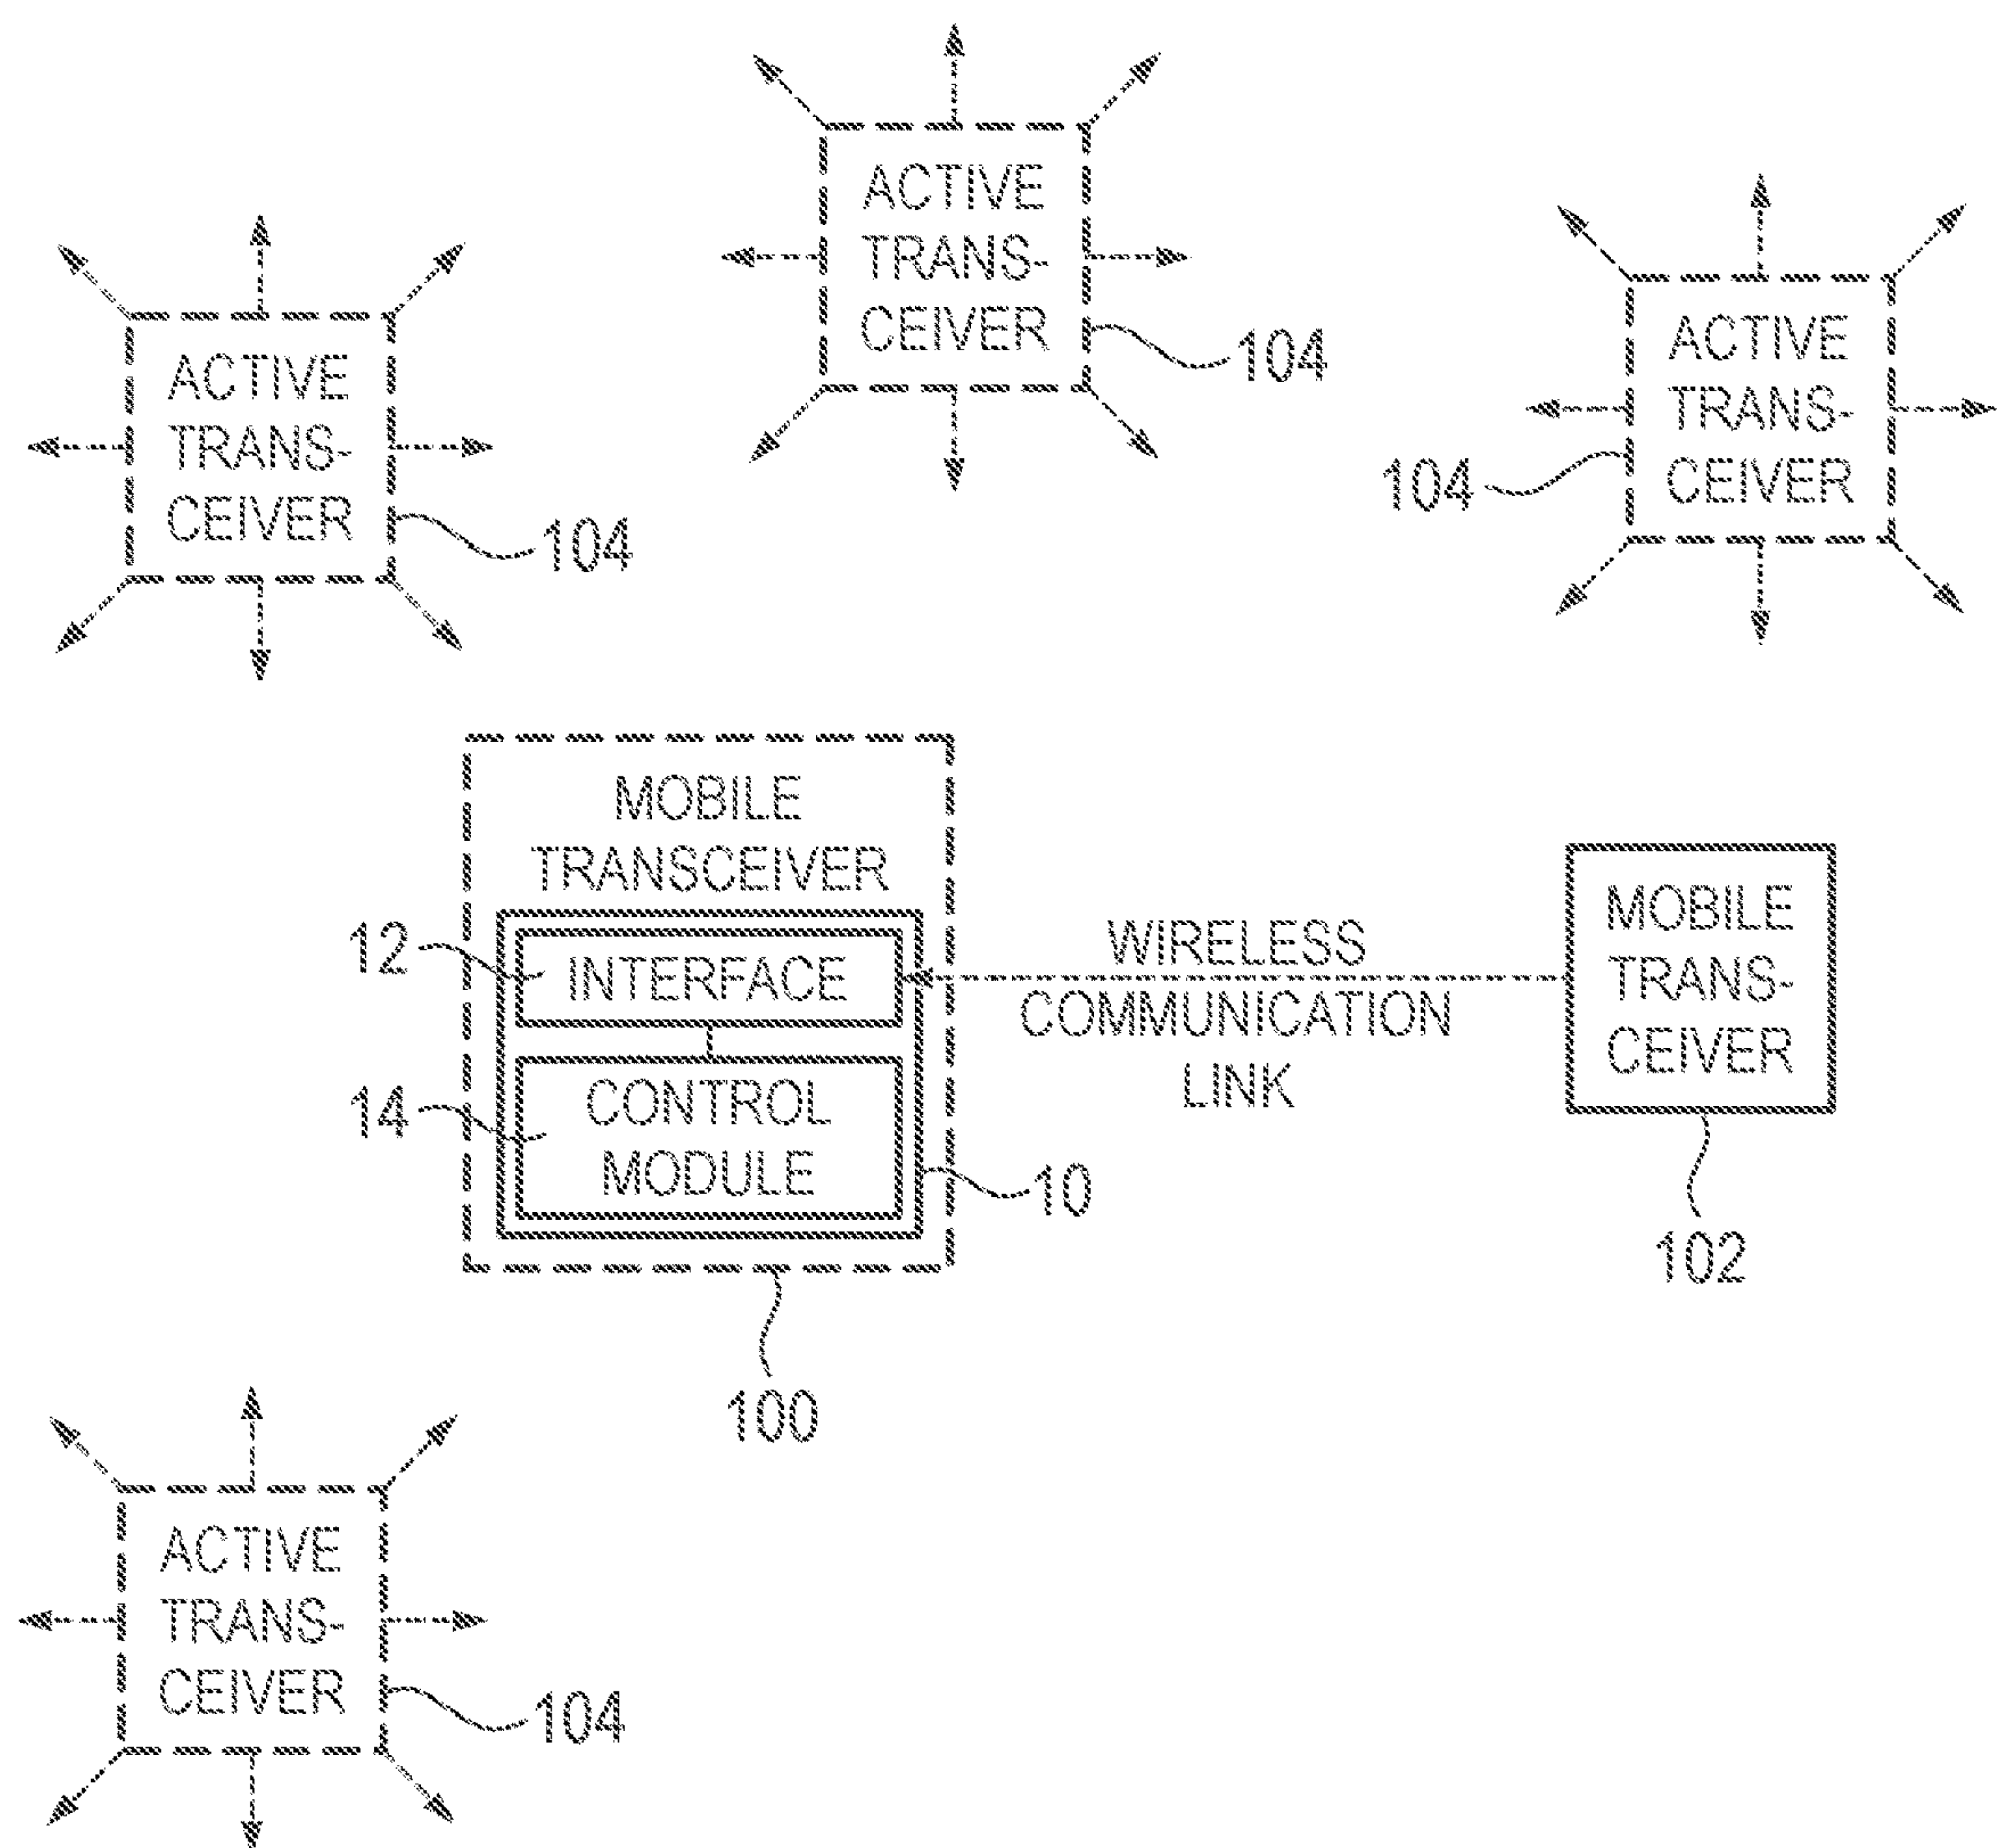 ACTIVE
TRANS-
CEIVER
104
ACTIVE
TRANS-
CEIVER
104
ACTIVE
TRANS-
CEIVER
104
MOBILE
TRANSCEIVER
12
INTERFACE
14
CONTROL
MODULE
10
100
WIRELESS
COMMUNICATION
LINK
MOBILE
TRANS-
CEIVER
102
ACTIVE
TRANS-
CEIVER
104